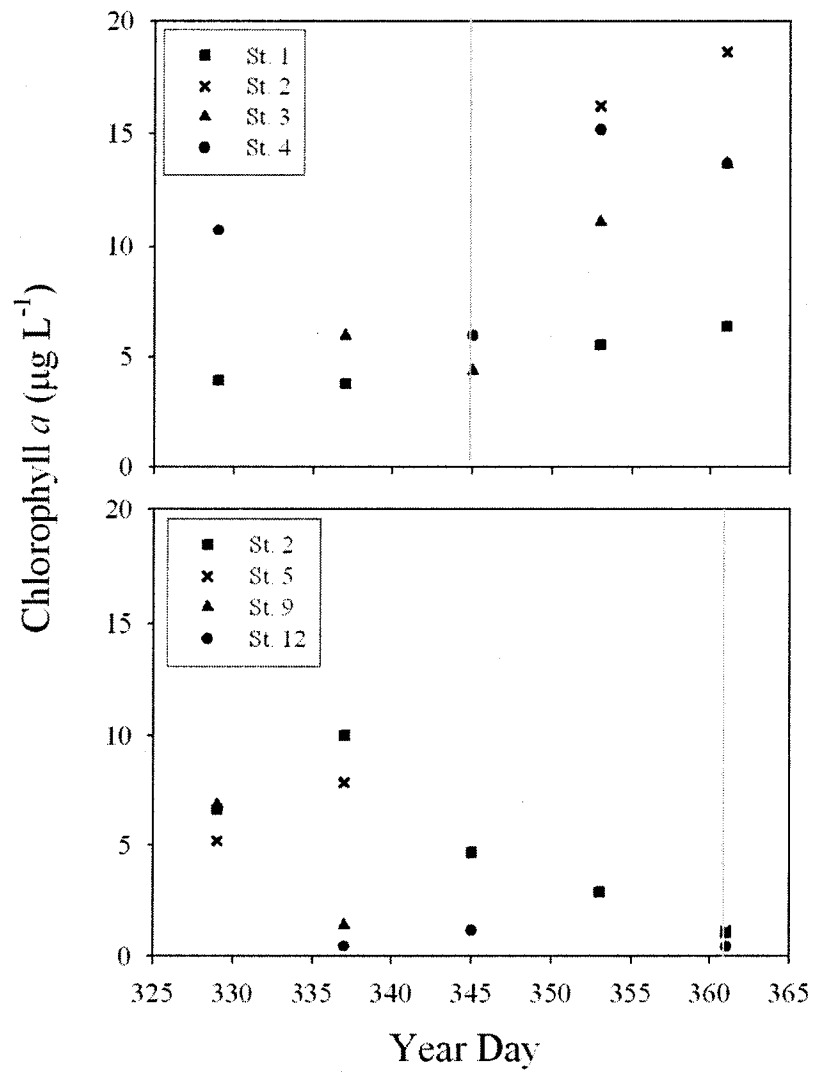 20
15
10
5
0
St. 1
St. 2
St. 3
St. 4
Chlorophyll a (µg L⁻¹)
20
15
10
5
0
St. 2
St. 5
St. 9
St. 12
325 330 335 340 345 350 355 360 365
Year Day